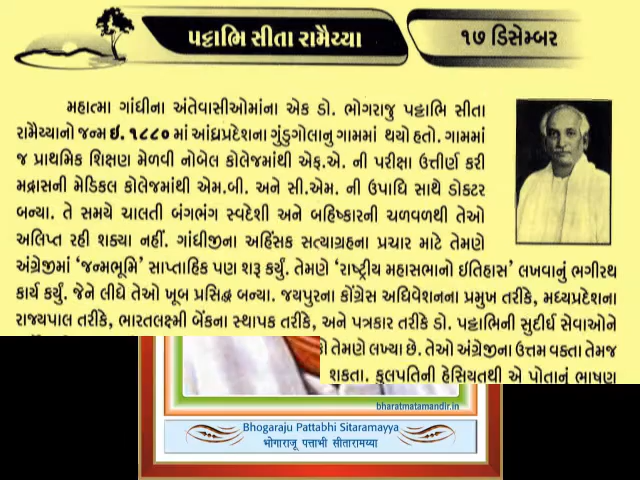 પટ્ટાભિ સીતા રામૈય્યા
૧૭ ડિસેમ્બર
મહાત્મા ગાંધીના અંતેવાસીઓમાંના એક ડો. ભોગરાજુ પટ્ટાભિ સીતા
રામૈય્યાનો જન્મ ઇ. ૧૮૮૦ માં આંધ્રપ્રદેશના ગુંડુગોલાનુ ગામમાં થયો હતો. ગામમાં
જ પ્રાથમિક શિક્ષણ મેળવી નોબેલ કોલેજમાંથી એફ.એ. ની પરીક્ષા ઉત્તીર્ણ કરી
મદ્રાસની મેડિકલ કોલેજમાંથી એમ.બી. અને સી.એમ. ની ઉપાધિ સાથે ડોક્ટર
બન્યા. તે સમયે ચાલતી બંગભંગ સ્વદેશી અને બહિષ્કારની ચળવળથી તેઓ
અલિપ્ત રહી શક્યા નહીં. ગાંધીજીના અહિંસક સત્યાગ્રહના પ્રચાર માટે તેમણે
અંગ્રેજીમાં ‘જન્મભૂમિ’ સાપ્તાહિક પણ શરૂ કર્યું. તેમણે ‘રાષ્ટ્રીય મહાસભાનો ઈતિહાસ’ લખવાનું ભગીરથ
કાર્ય કર્યું. જેને લીધે તેઓ ખૂબ પ્રસિદ્ધ બન્યા. જયપુરના કોંગ્રેસ અધિવેશનના પ્રમુખ તરીકે, મધ્યપ્રદેશના
રાજ્યપાલ તરીકે, ભારતલક્ષ્મી બેંકના સ્થાપક તરીકે, અને પત્રકાર તરીકે ડો. પટ્ટાભિની સુદીર્ઘ સેવાઓને
તેમણે લખ્યા છે. તેઓ અંગ્રેજીના ઉત્તમ વક્તા તેમજ
શકતા. કુલપતિની હેસિયતથી એ પોતાનું ભાષણ
bharatmatamandir.in
Bhogaraju Pattabhi Sitaramayya
भोगाराजू पत्ताभी सीतारामय्या